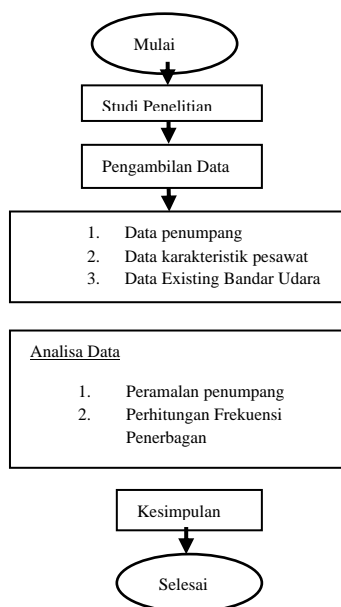 Mulai
Studi Penelitian
Pengambilan Data
1. Data penumpang
2. Data karakteristik pesawat
3. Data Existing Bandar Udara
Analisa Data
1. Peramalan penumpang
2. Perhitungan Frekuensi
Penerbagan
Kesimpulan
Selesai